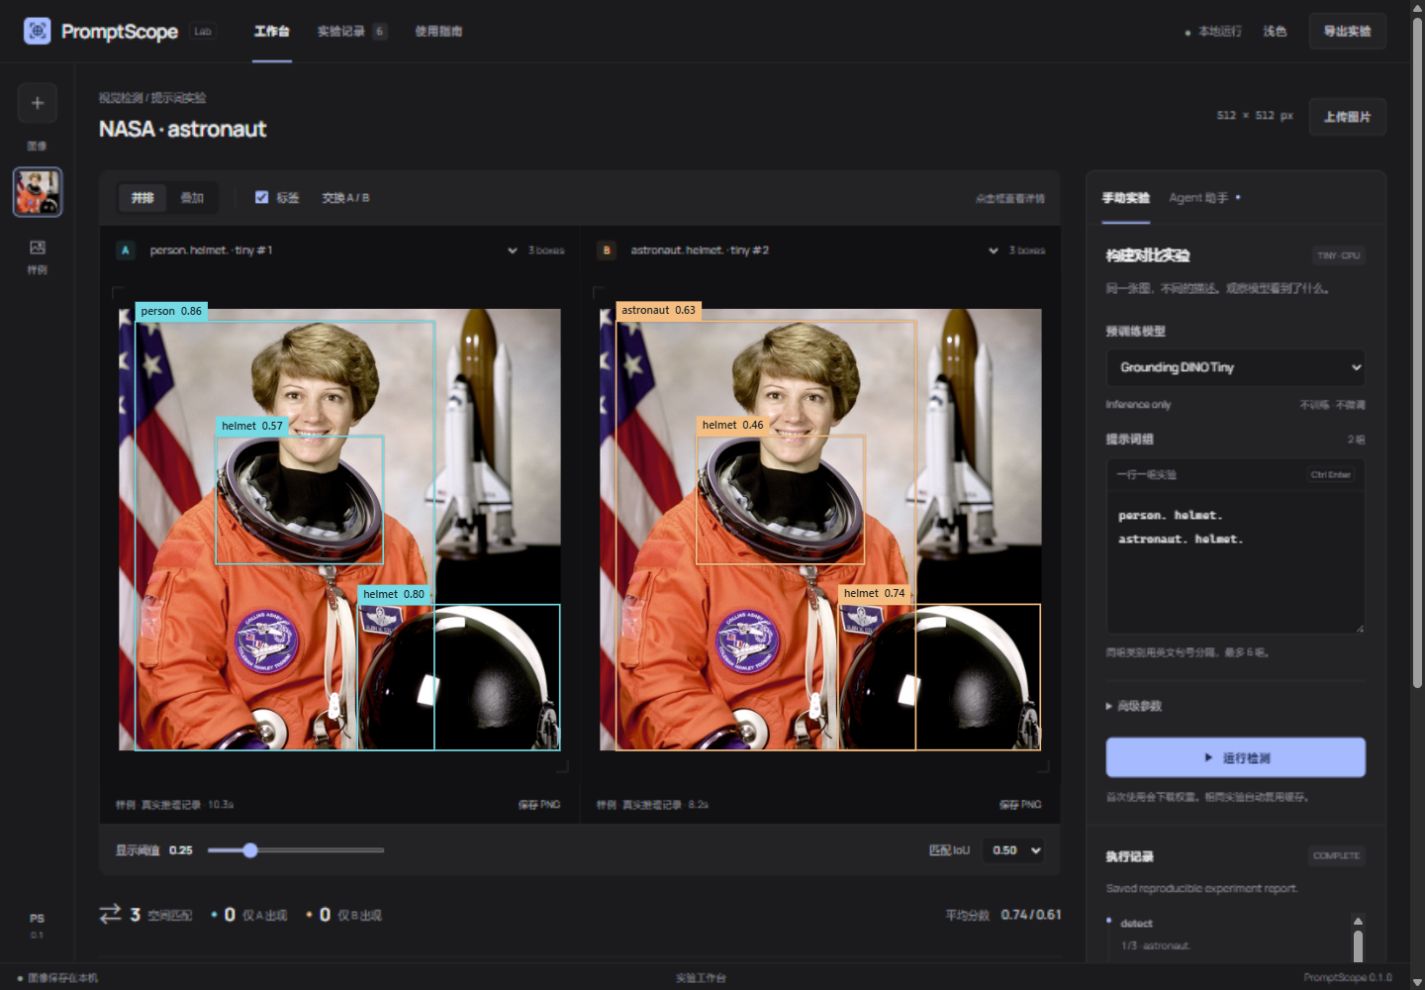 PromptScope Lab 工作台 实验记录 6 使用指南 本地运行 浅色 导出实验
视觉检测 / 提示词实验
NASA · astronaut
512 × 512 px 上传图片
图像
样例
并排 叠加 标签 交换 A / B 点击框查看详情
A person. helmet. · tiny #1 3 boxes
B astronaut. helmet. · tiny #2 3 boxes
person 0.86
helmet 0.57
helmet 0.80
astronaut 0.63
helmet 0.46
helmet 0.74
样例 · 真实推理记录 · 10.3s 保存 PNG
样例 · 真实推理记录 · 8.2s 保存 PNG
显示阈值 0.25 匹配 IoU 0.50
3 空间匹配 0 仅 A 出现 0 仅 B 出现 平均分数 0.74 / 0.61
手动实验 Agent 助手
构建对比实验 TINY · CPU
同一张图，不同的描述。观察模型看到了什么。
预训练模型
Grounding DINO Tiny
Inference only 不训练 · 不微调
提示词组 2 组
一行一组实验 Ctrl Enter
person. helmet.
astronaut. helmet.
同组类别用英文句号分隔，最多 6 组。
高级参数
运行检测
首次使用会下载权重。相同实验自动复用缓存。
执行记录 COMPLETE
Saved reproducible experiment report.
detect
1/3 · astronaut.
PS
0.1
图像保存在本机 实验工作台 PromptScope 0.1.0